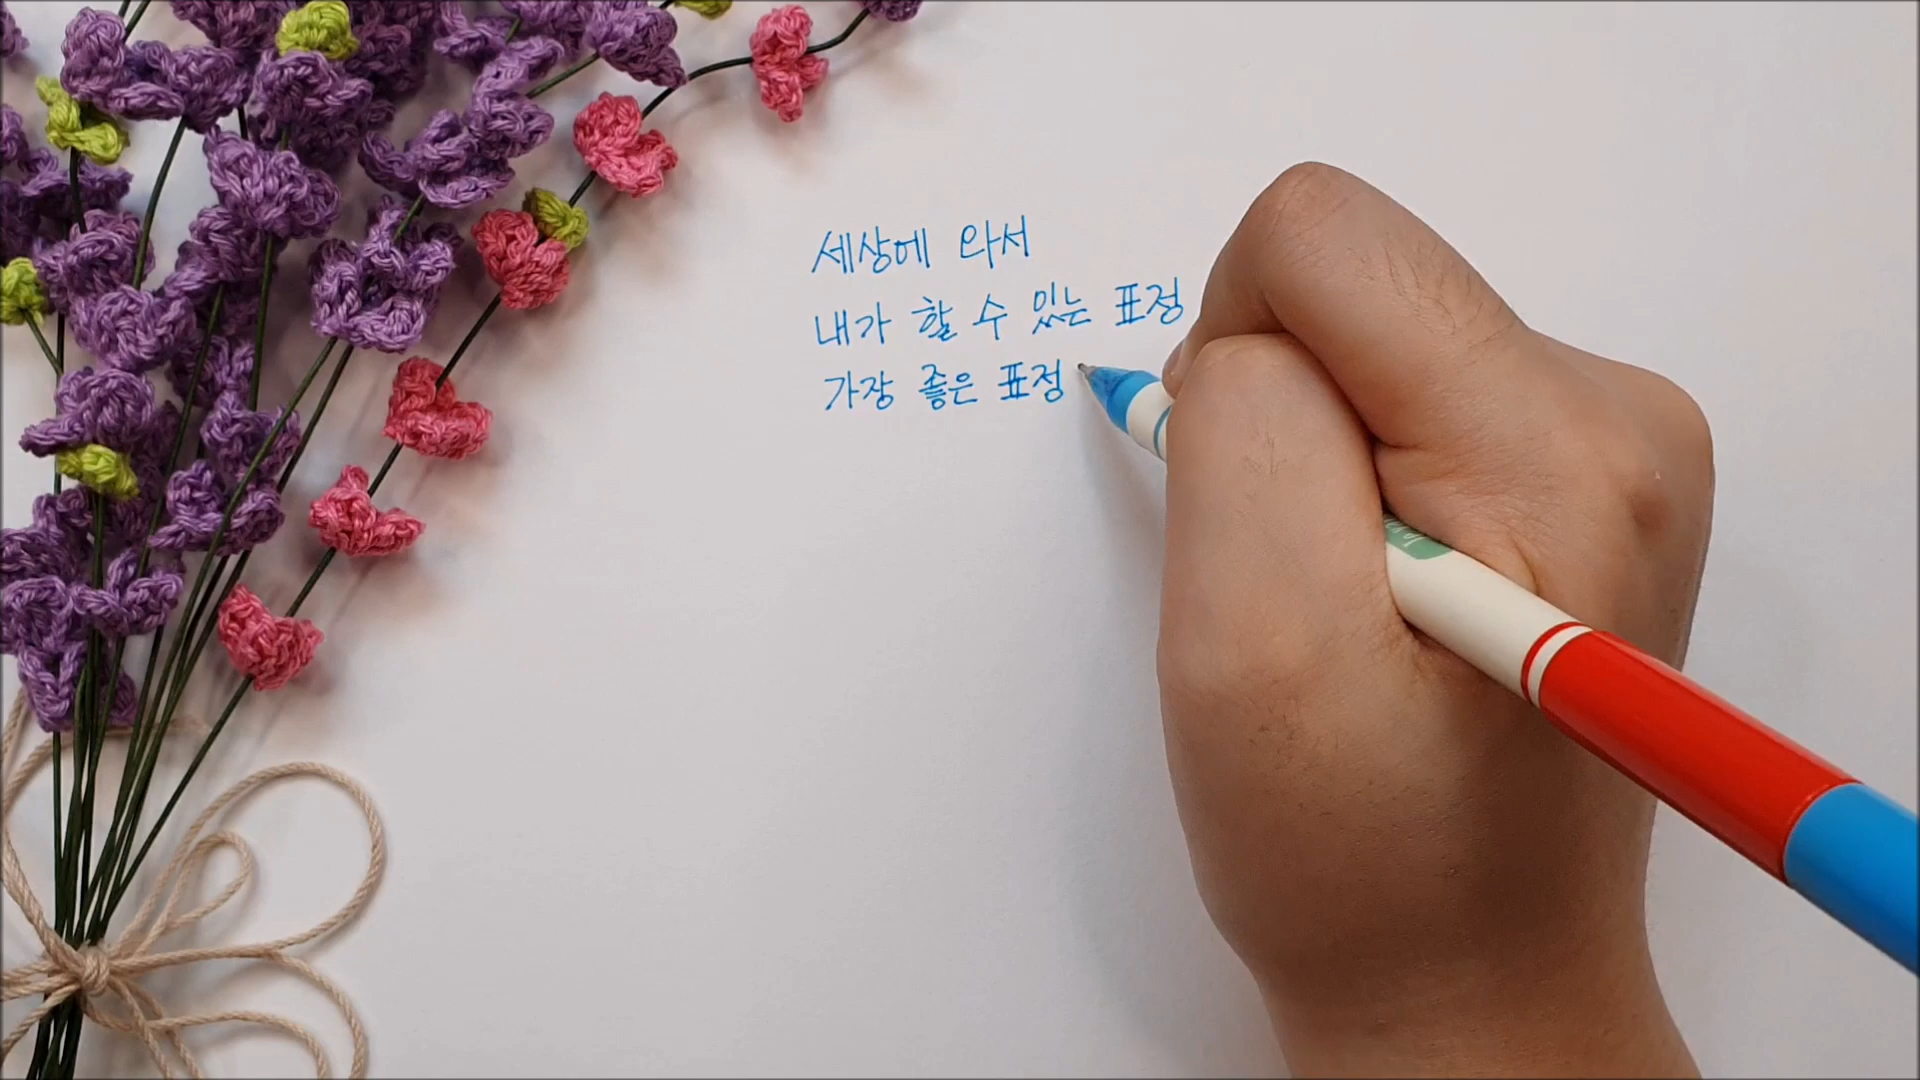 세상에 와서
내가 할 수 있는 표정
가장 좋은 표정